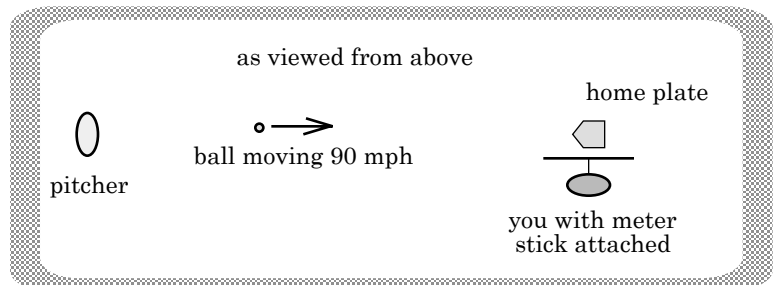 as viewed from above
home plate
ball moving 90 mph
pitcher
you with meter
stick attached